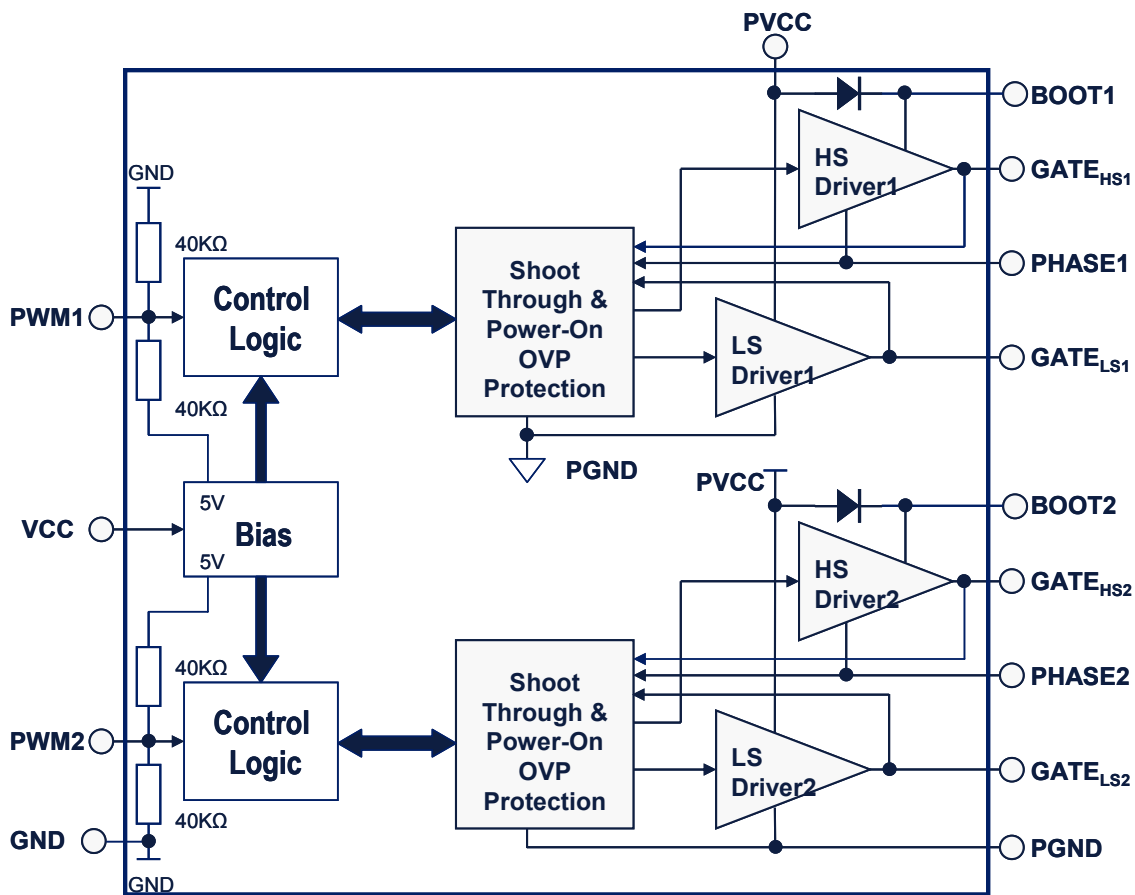 PVCC
BOOT1
HS
Driver1
GATEHS1
GND
40KΩ
PHASE1
Shoot
Through &
Power-On
OVP
Protection
Control
Logic
PWM1
LS
Driver1
GATELS1
40KΩ
PGND
PVCC
5V
BOOT2
VCC
Bias
5V
HS
Driver2
GATEHS2
40KΩ
PHASE2
Shoot
Through &
Power-On
OVP
Protection
Control
Logic
PWM2
LS
Driver2
GATELS2
40KΩ
GND
PGND
GND